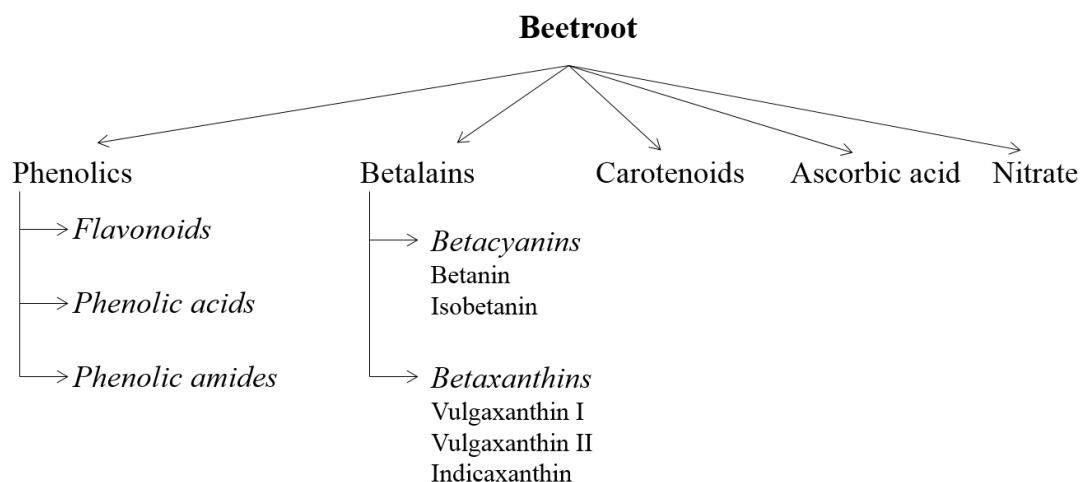 Beetroot
Phenolics
Betalains
Carotenoids
Ascorbic acid
Nitrate
Flavonoids
Phenolic acids
Phenolic amides
Betacyanins
Betanin
Isobetanin
Betaxanthins
Vulgaxanthin I
Vulgaxanthin II
Indicaxanthin